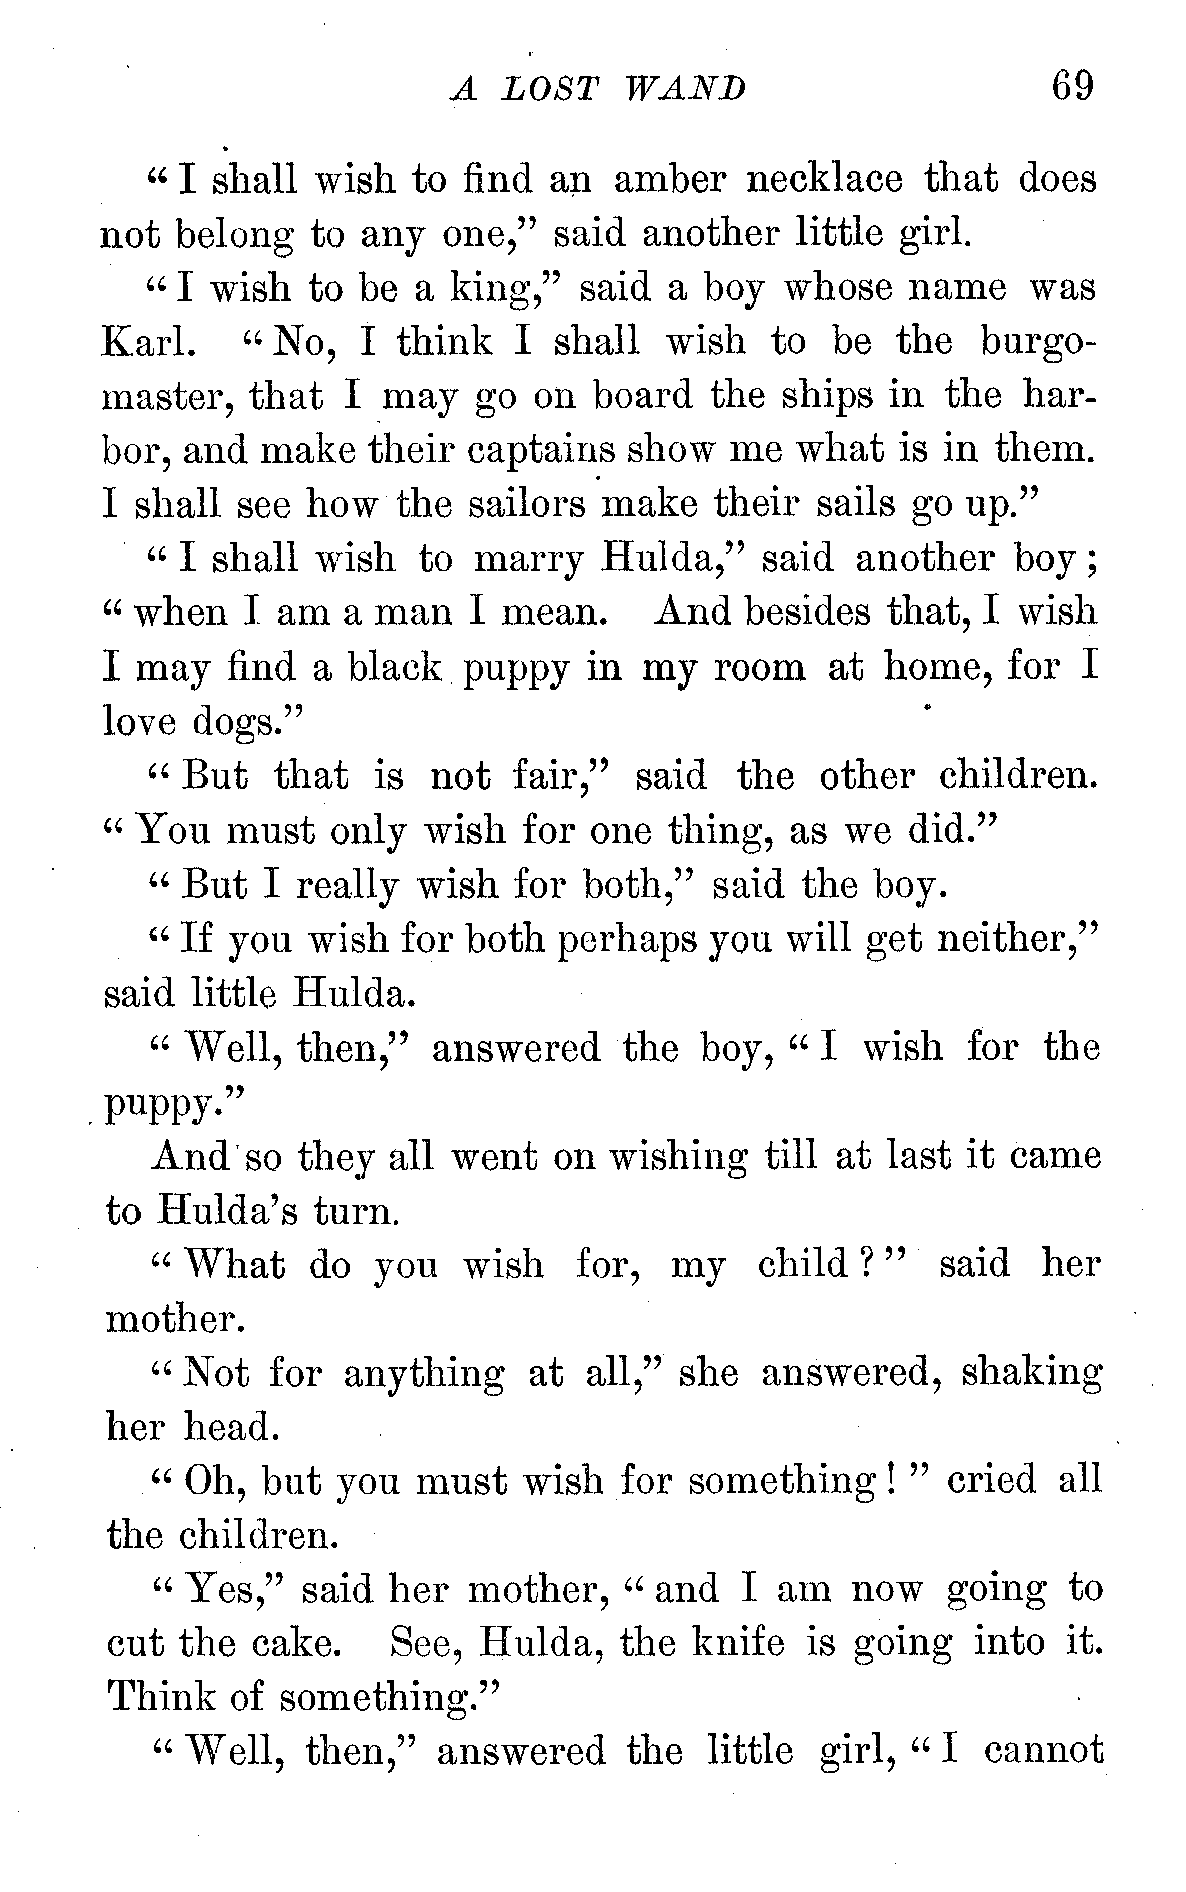 A LOST WAND 69
“ I shall wish to find an amber necklace that does
not belong to any one,” said another little girl.
“ I wish to be a king,” said a boy whose name was
Karl. “ No, I think I shall wish to be the burgo-
master, that I may go on board the ships in the har-
bor, and make their captains show me what is in them.
I shall see how the sailors make their sails go up.”
“ I shall wish to marry Hulda,” said another boy ;
“ when I am a man I mean. And besides that, I wish
I may find a black puppy in my room at home, for I
love dogs.”
“ But that is not fair,” said the other children.
“ You must only wish for one thing, as we did.”
“ But I really wish for both,” said the boy.
“ If you wish for both perhaps you will get neither,”
said little Hulda.
“ Well, then,” answered the boy, “ I wish for the
puppy.”
And so they all went on wishing till at last it came
to Hulda’s turn.
“ What do you wish for, my child ? ” said her
mother.
“ Not for anything at all,” she answered, shaking
her head.
“ Oh, but you must wish for something ! ” cried all
the children.
“ Yes,” said her mother, “ and I am now going to
cut the cake. See, Hulda, the knife is going into it.
Think of something.”
“ Well, then,” answered the little girl, “ I cannot